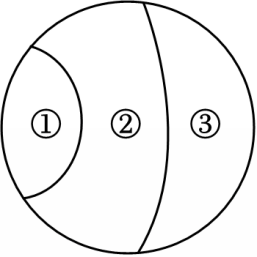 ① ② ③